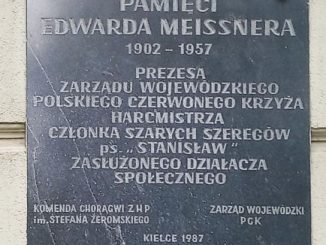 PAMIĘCI
EDWARDA MEISSNERA
1902 – 1957
PREZESA
ZARZĄDU WOJEWÓDZKIEGO
POLSKIEGO CZERWONEGO KRZYŻA
HARCMISTRZA
CZŁONKA SZARYCH SZEREGÓW
ps. „STANISŁAW"
ZASŁUŻONEGO DZIAŁACZA
SPOŁECZNEGO
KOMENDA CHORĄGWI ZHP
im. STEFANA ŻEROMSKIEGO
ZARZĄD WOJEWÓDZKI
PCK
KIELCE 1987